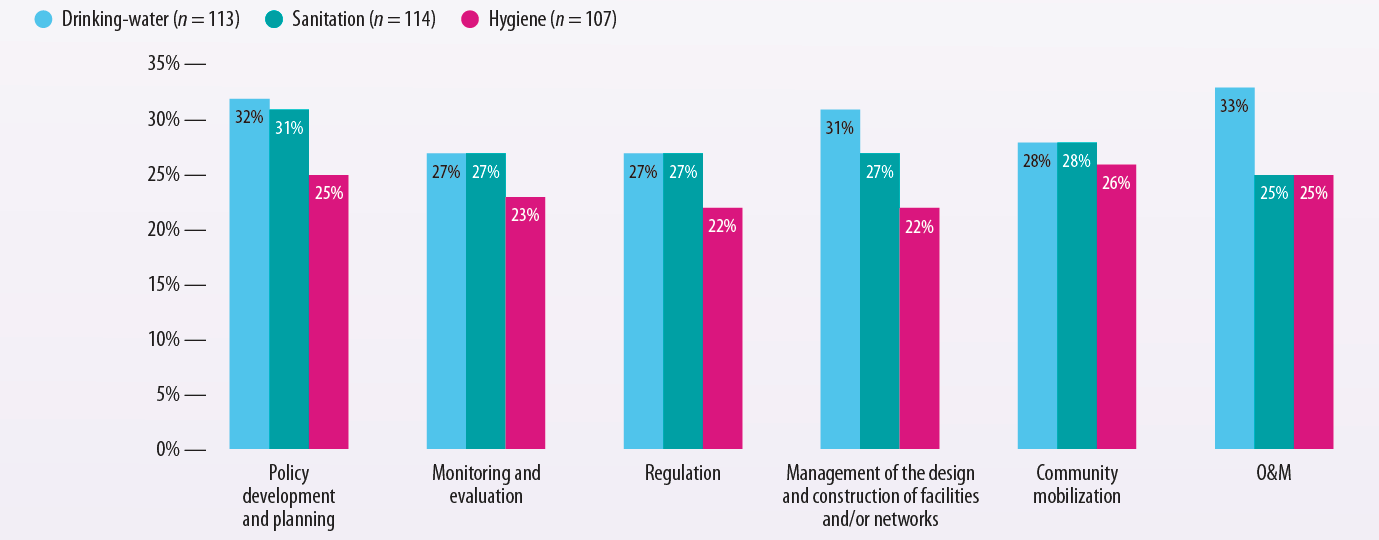 Drinking-water (n = 113) Sanitation (n = 114) Hygiene (n = 107)
35%
30%
25%
20%
15%
10%
5%
0%
32% 31% 25%
27% 27% 23%
27% 27% 22%
31% 27% 22%
28% 28% 26%
33% 25% 25%
Policy
development
and planning
Monitoring and
evaluation
Regulation
Management of the design
and construction of facilities
and/or networks
Community
mobilization
O&M